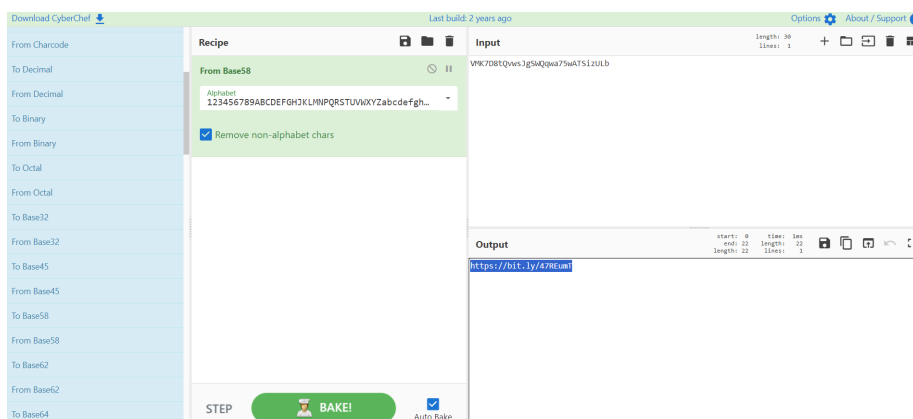 Download CyberChef
Last build: 2 years ago
Options
About / Support
From Charcode
To Decimal
From Decimal
To Binary
From Binary
To Octal
From Octal
To Base32
From Base32
To Base45
From Base45
To Base58
From Base58
To Base62
From Base62
To Base64
Recipe
From Base58
Alphabet
123456789ABCDEFGHJKLMNPQRSTUVWXYZabcdefgh…
Remove non-alphabet chars
STEP
BAKE!
Auto Bake
Input
length: 30
lines: 1
VMK7D8tQvwsJgSWQqwa75wATSizULb
Output
start: 0
end: 22
length: 22
time: 1ms
length: 22
lines: 1
https://bit.ly/47REumT